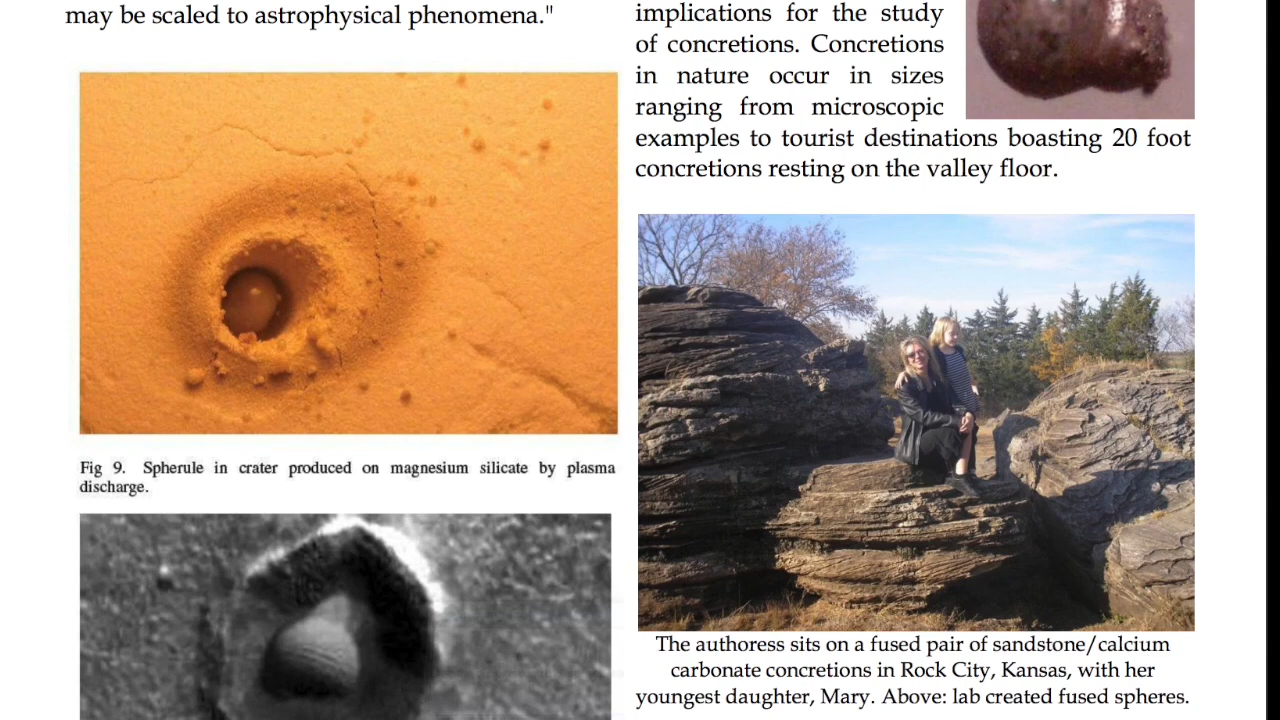 may be scaled to astrophysical phenomena."
Fig 9. Spherule in crater produced on magnesium silicate by plasma
discharge.
implications for the study
of concretions. Concretions
in nature occur in sizes
ranging from microscopic
examples to tourist destinations boasting 20 foot
concretions resting on the valley floor.
The authoress sits on a fused pair of sandstone/calcium
carbonate concretions in Rock City, Kansas, with her
youngest daughter, Mary. Above: lab created fused spheres.